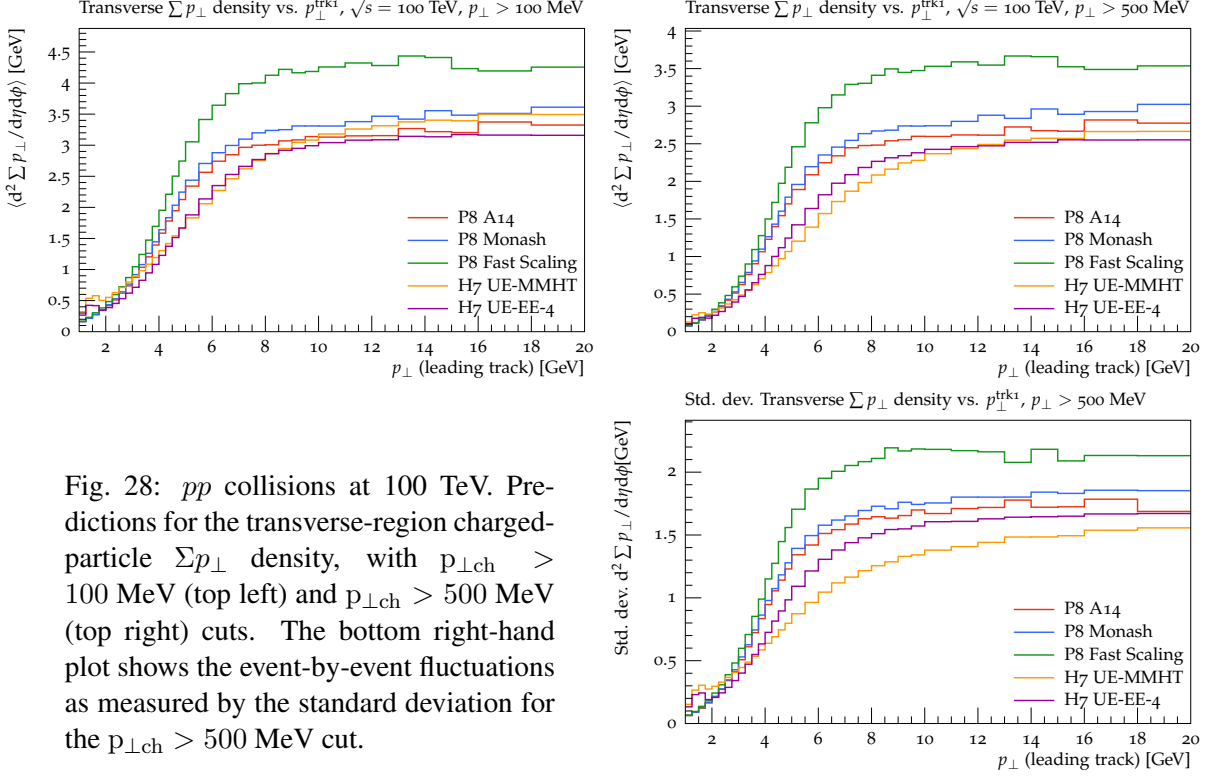 Transverse ∑ p⊥ density vs. p⊥^trk1, √s = 100 TeV, p⊥ > 100 MeV
⟨d² ∑ p⊥/dηdϕ⟩ [GeV]
4.5
4
3.5
3
2.5
2
1.5
1
0.5
0
P8 A14
P8 Monash
P8 Fast Scaling
H7 UE-MMHT
H7 UE-EE-4
2 4 6 8 10 12 14 16 18 20
p⊥ (leading track) [GeV]
Transverse ∑ p⊥ density vs. p⊥^trk1, √s = 100 TeV, p⊥ > 500 MeV
⟨d² ∑ p⊥/dηdϕ⟩ [GeV]
4
3.5
3
2.5
2
1.5
1
0.5
0
P8 A14
P8 Monash
P8 Fast Scaling
H7 UE-MMHT
H7 UE-EE-4
2 4 6 8 10 12 14 16 18 20
p⊥ (leading track) [GeV]
Fig. 28: pp collisions at 100 TeV. Pre-
dictions for the transverse-region charged-
particle Σp⊥ density, with p⊥ch >
100 MeV (top left) and p⊥ch > 500 MeV
(top right) cuts. The bottom right-hand
plot shows the event-by-event fluctuations
as measured by the standard deviation for
the p⊥ch > 500 MeV cut.
Std. dev. Transverse ∑ p⊥ density vs. p⊥^trk1, p⊥ > 500 MeV
Std. dev. d² ∑ p⊥/dηdϕ[GeV]
2
1.5
1
0.5
0
P8 A14
P8 Monash
P8 Fast Scaling
H7 UE-MMHT
H7 UE-EE-4
2 4 6 8 10 12 14 16 18 20
p⊥ (leading track) [GeV]